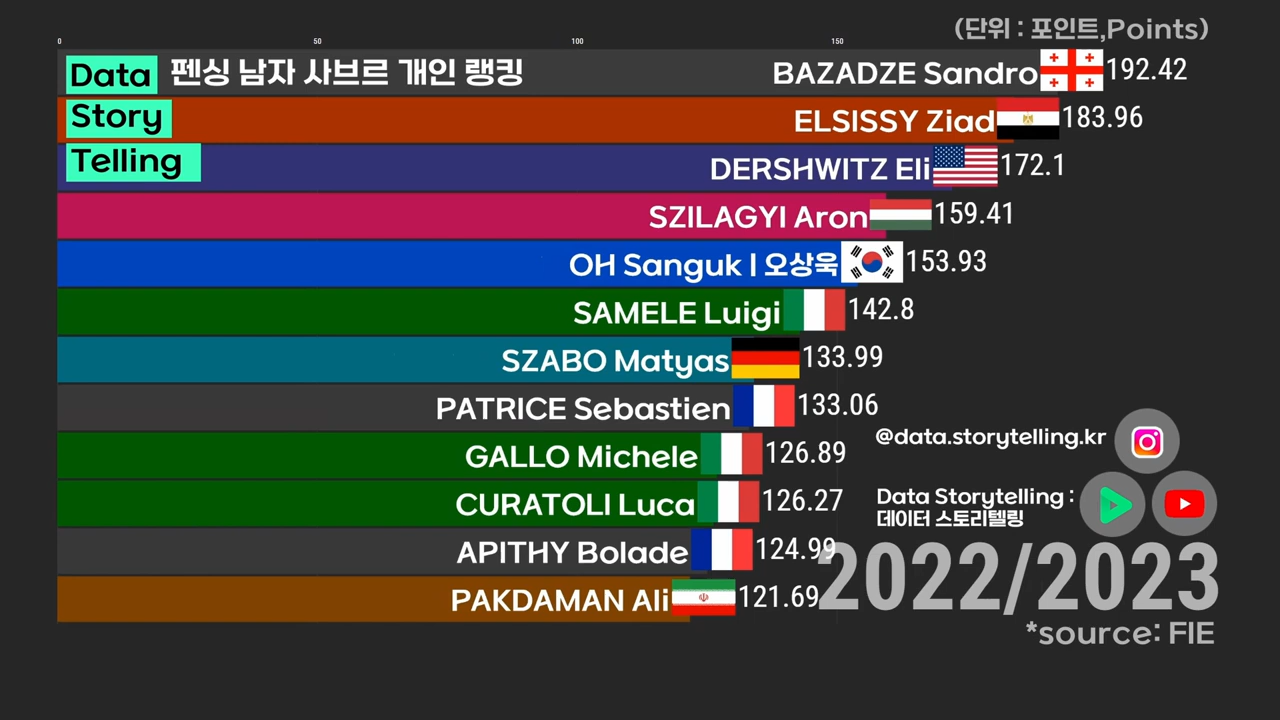 (단위 : 포인트,Points)
0 50 100 150
Data 펜싱 남자 사브르 개인 랭킹
Story
Telling
BAZADZE Sandro 192.42
ELSISSY Ziad 183.96
DERSHWITZ Eli 172.1
SZILAGYI Aron 159.41
OH Sanguk | 오상욱 153.93
SAMELE Luigi 142.8
SZABO Matyas 133.99
PATRICE Sebastien 133.06
GALLO Michele 126.89
CURATOLI Luca 126.27
APITHY Bolade 124.99
PAKDAMAN Ali 121.69
@data.storytelling.kr
Data Storytelling :
데이터 스토리텔링
2022/2023
*source: FIE